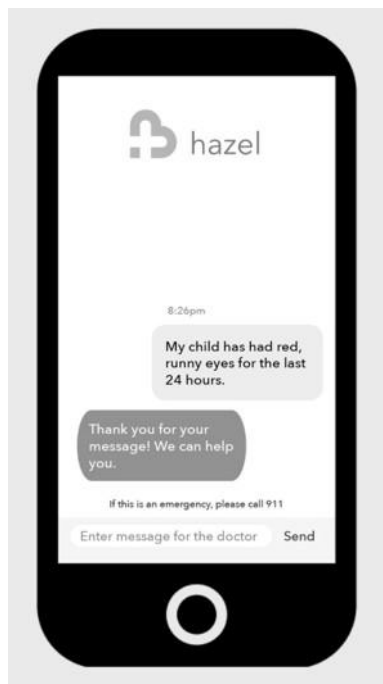 hazel
8:26pm
My child has had red,
runny eyes for the last
24 hours.
Thank you for your
message! We can help
you.
If this is an emergency, please call 911
Enter message for the doctor Send